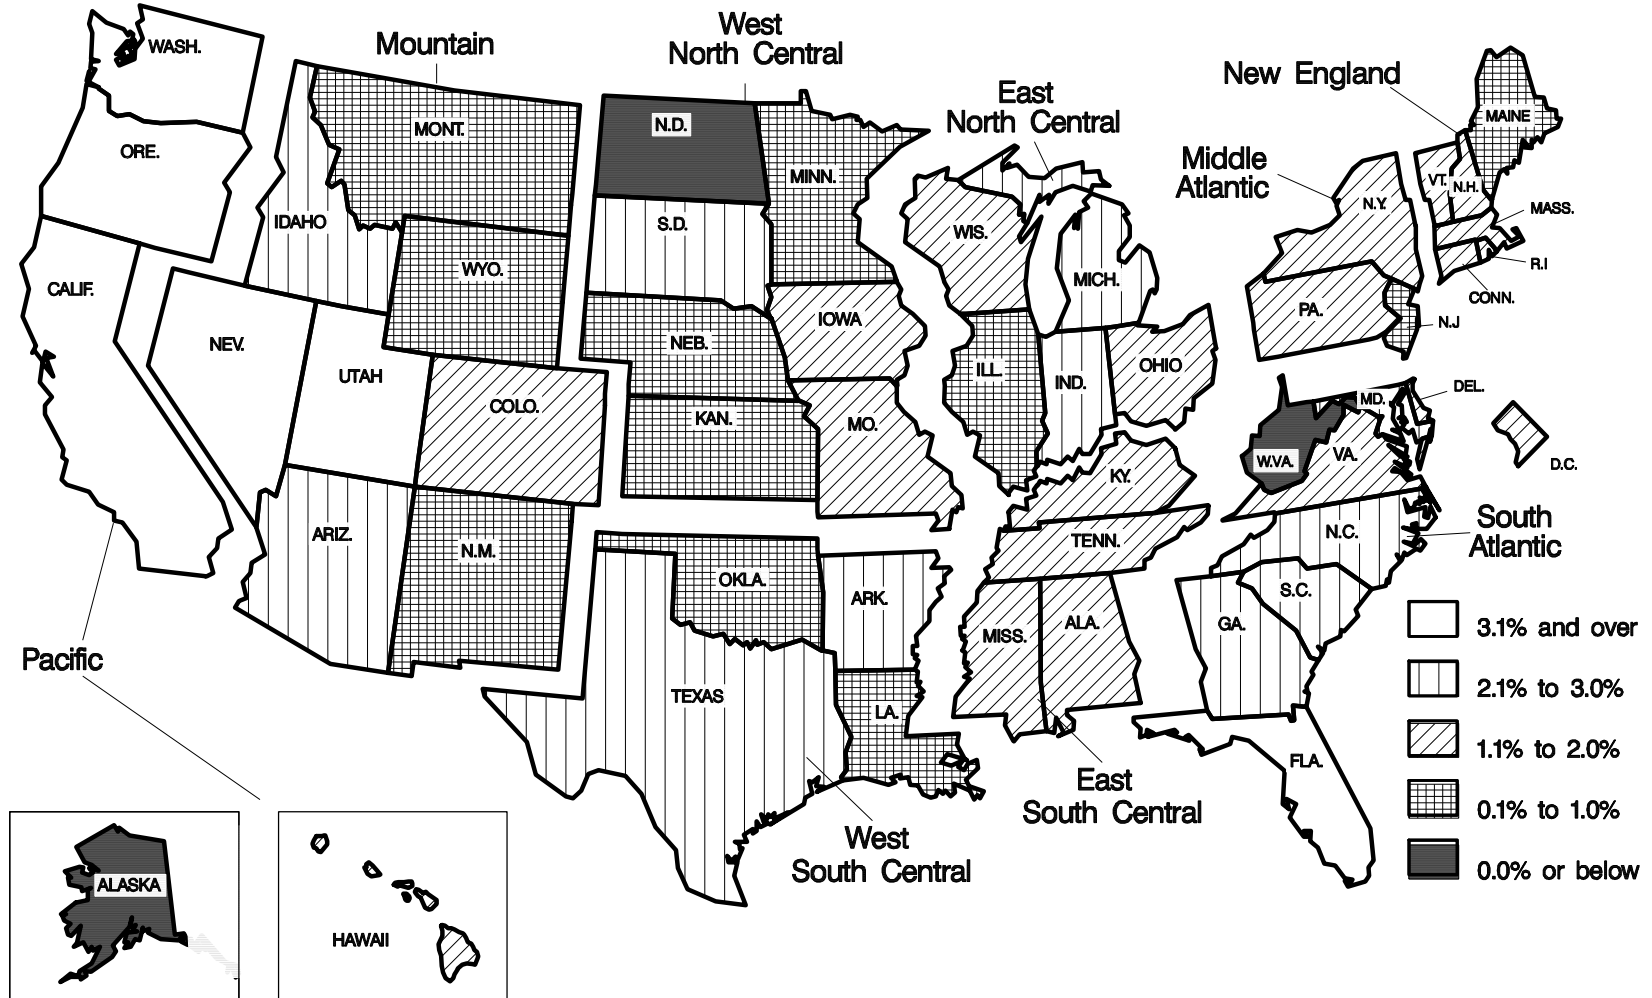 West
North Central
Mountain
WASH.
New England
East
North Central
MONT.
N.D.
MAINE
ORE.
MINN.
Middle
Atlantic
VT.
N.H.
N.Y.
MASS.
IDAHO
S.D.
WIS.
WYO.
R.I
CALIF.
MICH.
CONN.
PA.
IOWA
N.J
NEV.
NEB.
OHIO
UTAH
ILL.
IND.
DEL.
MD.
COLO.
KAN.
MO.
VA.
W.VA.
D.C.
KY.
South
Atlantic
N.C.
ARIZ.
TENN.
N.M.
OKLA.
S.C.
ARK.
GA.
ALA.
MISS.
3.1% and over
Pacific
2.1% to 3.0%
TEXAS
LA.
1.1% to 2.0%
FLA.
East
South Central
0.1% to 1.0%
West
South Central
0.0% or below
ALASKA
HAWAII